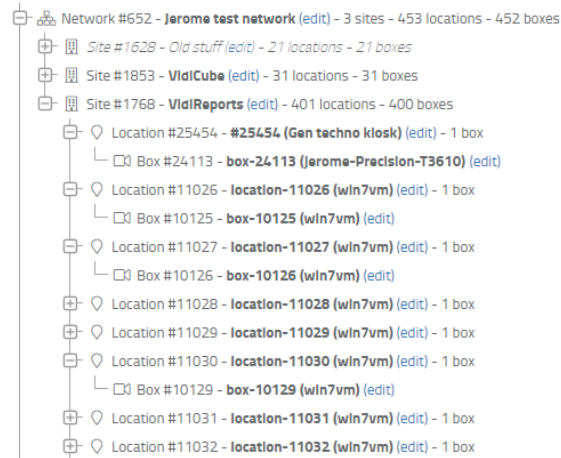 Network #652 - Jerome test network (edit) - 3 sites - 453 locations - 452 boxes
Site #1628 - Old stuff (edit) - 21 locations - 21 boxes
Site #1853 - VidiCube (edit) - 31 locations - 31 boxes
Site #1768 - VidiReports (edit) - 401 locations - 400 boxes
Location #25454 - #25454 (Gen techno kiosk) (edit) - 1 box
Box #24113 - box-24113 (Jerome-Precision-T3610) (edit)
Location #11026 - location-11026 (win7vm) (edit) - 1 box
Box #10125 - box-10125 (win7vm) (edit)
Location #11027 - location-11027 (win7vm) (edit) - 1 box
Box #10126 - box-10126 (win7vm) (edit)
Location #11028 - location-11028 (win7vm) (edit) - 1 box
Location #11029 - location-11029 (win7vm) (edit) - 1 box
Location #11030 - location-11030 (win7vm) (edit) - 1 box
Box #10129 - box-10129 (win7vm) (edit)
Location #11031 - location-11031 (win7vm) (edit) - 1 box
Location #11032 - location-11032 (win7vm) (edit) - 1 box